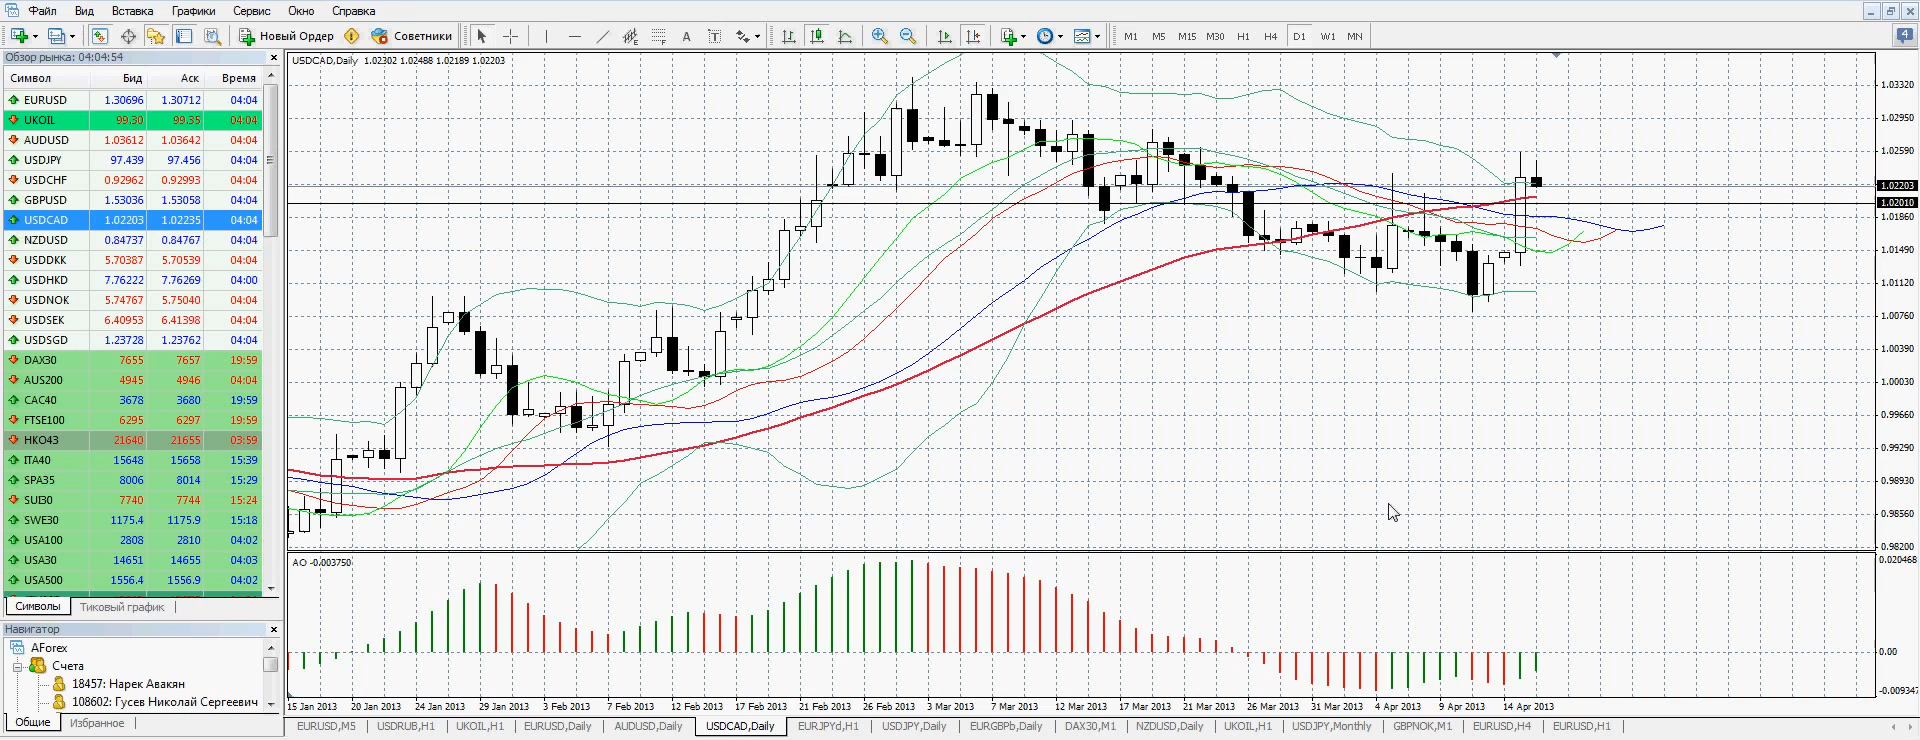 Файл Вид Вставка Графики Сервис Окно Справка
Новый Ордер Советники A T M1 M5 M15 M30 H1 H4 D1 W1 MN 4
Обзор рынка: 04:04:54
Символ Бид Аск Время
EURUSD 1.30696 1.30712 04:04
UKOIL 99.30 99.35 04:04
AUDUSD 1.03612 1.03642 04:04
USDJPY 97.439 97.456 04:04
USDCHF 0.92962 0.92993 04:04
GBPUSD 1.53036 1.53058 04:04
USDCAD 1.02203 1.02235 04:04
NZDUSD 0.84737 0.84767 04:04
USDDKK 5.70387 5.70539 04:04
USDHKD 7.76222 7.76269 04:00
USDNOK 5.74767 5.75040 04:04
USDSEK 6.40953 6.41398 04:04
USDSGD 1.23728 1.23762 04:04
DAX30 7655 7657 19:59
AUS200 4945 4946 04:04
CAC40 3678 3680 19:59
FTSE100 6295 6297 19:59
HKO43 21640 21655 03:59
ITA40 15648 15658 15:39
SPA35 8006 8014 15:29
SUI30 7740 7744 15:24
SWE30 1175.4 1175.9 15:18
USA100 2808 2810 04:02
USA30 14651 14655 04:03
USA500 1556.4 1556.9 04:02
Символы Тиковый график
Навигатор
AForex
Счета
18457: Нарек Авакян
108602: Гусев Николай Сергеевич
Общие Избранное
USDCAD,Daily 1.02302 1.02488 1.02189 1.02203
1.03320
1.02950
1.02590
1.02203
1.02010
1.01860
1.01490
1.01120
1.00760
1.00390
1.00030
0.99660
0.99290
0.98930
0.98560
0.98200
AO -0.003750
0.020468
0.00
-0.009347
15 Jan 2013 20 Jan 2013 24 Jan 2013 29 Jan 2013 3 Feb 2013 7 Feb 2013 12 Feb 2013 17 Feb 2013 21 Feb 2013 26 Feb 2013 3 Mar 2013 7 Mar 2013 12 Mar 2013 17 Mar 2013 21 Mar 2013 26 Mar 2013 31 Mar 2013 4 Apr 2013 9 Apr 2013 14 Apr 2013
EURUSD,M5 USDRUB,H1 UKOIL,H1 EURUSD,Daily AUDUSD,Daily USDCAD,Daily EURJPYd,H1 USDJPY,Daily EURGBPb,Daily DAX30,M1 NZDUSD,Daily UKOIL,H1 USDJPY,Monthly GBPNOK,M1 EURUSD,H4 EURUSD,H1